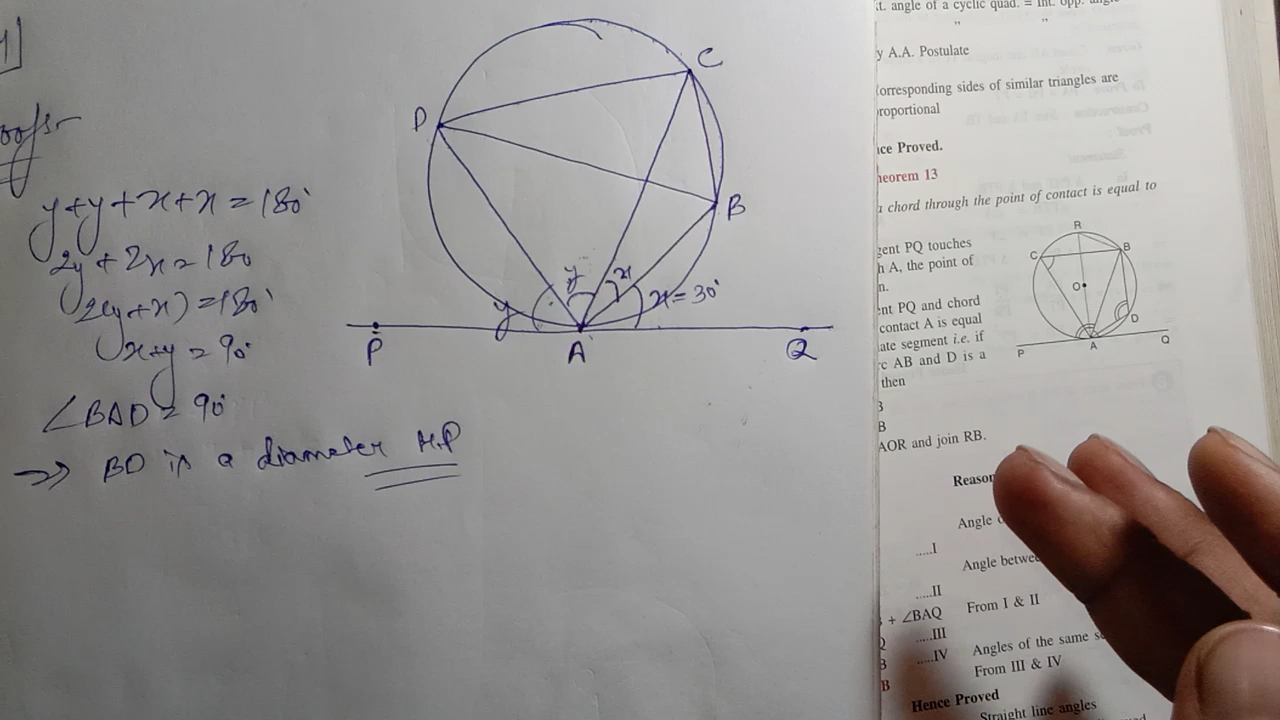 1]
y+y+x+x=180°
2y+2x=180
2(y+x)=180°
x+y=90°
∠BAD=90°
⇒ BD is a diameter H.P
D
C
B
y
y
x
x=30°
P
A
Q
t. angle of a cyclic quad. = Int. opp. angle
" "
y A.A. Postulate
orresponding sides of similar triangles are
roportional
ce Proved.
eorem 13
chord through the point of contact is equal to
gent PQ touches
h A, the point of
n.
nt PQ and chord
contact A is equal
ate segment i.e. if
c AB and D is a
then
B
B
AOR and join RB.
R
C
B
O
D
P
A
Q
Reason
Angle
.....I
Angle betwee
.....II
+ ∠BAQ From I & II
.....III
Angles of the same s
.....IV
From III & IV
B
Hence Proved
Straight line angles